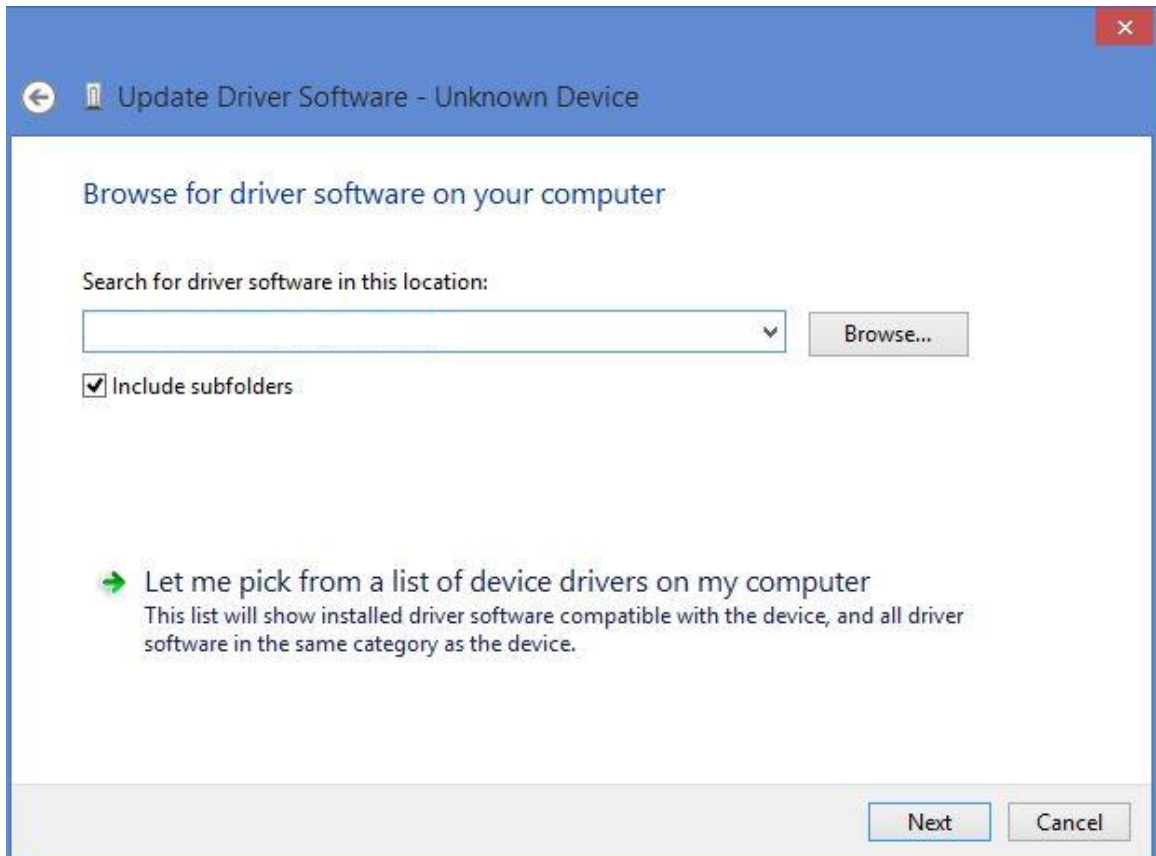 Update Driver Software - Unknown Device
Browse for driver software on your computer
Search for driver software in this location:
Browse...
Include subfolders
Let me pick from a list of device drivers on my computer
This list will show installed driver software compatible with the device, and all driver
software in the same category as the device.
Next
Cancel